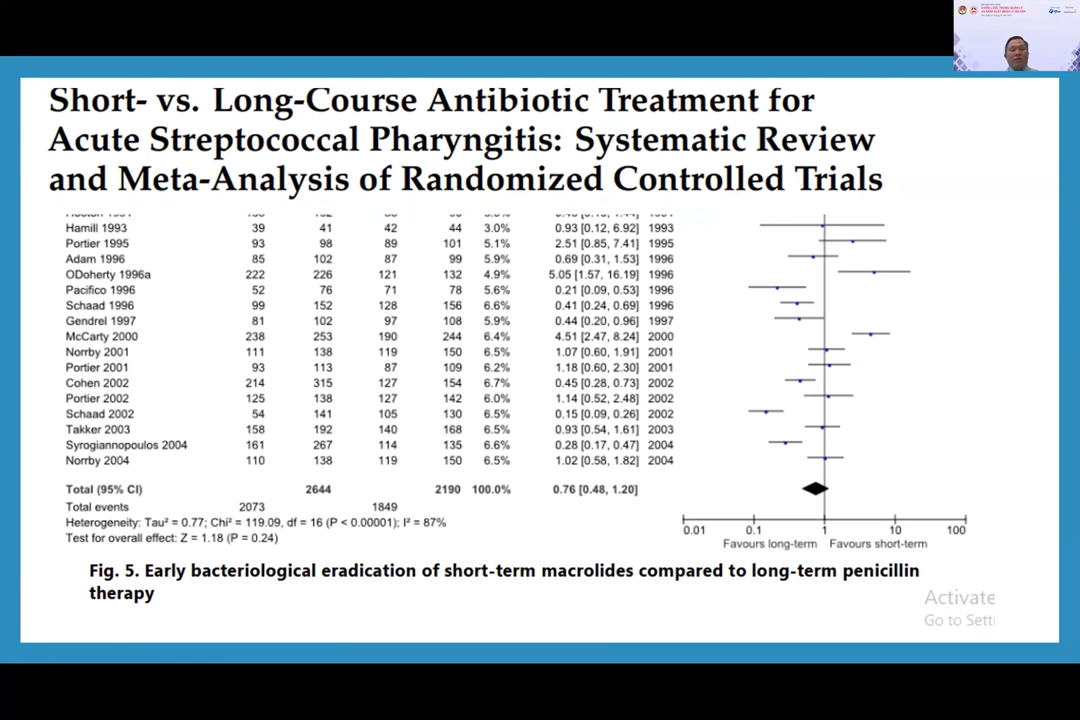 Short- vs. Long-Course Antibiotic Treatment for
Acute Streptococcal Pharyngitis: Systematic Review
and Meta-Analysis of Randomized Controlled Trials
Hamill 1993 39 41 42 44 3.0% 0.93 [0.12, 6.92] 1993
Portier 1995 93 98 89 101 5.1% 2.51 [0.85, 7.41] 1995
Adam 1996 85 102 87 99 5.9% 0.69 [0.31, 1.53] 1996
ODoherty 1996a 222 226 121 132 4.9% 5.05 [1.57, 16.19] 1996
Pacifico 1996 52 76 71 78 5.6% 0.21 [0.09, 0.53] 1996
Schaad 1996 99 152 128 156 6.6% 0.41 [0.24, 0.69] 1996
Gendrel 1997 81 102 97 108 5.9% 0.44 [0.20, 0.96] 1997
McCarty 2000 238 253 190 244 6.4% 4.51 [2.47, 8.24] 2000
Norrby 2001 111 138 119 150 6.5% 1.07 [0.60, 1.91] 2001
Portier 2001 93 113 87 109 6.2% 1.18 [0.60, 2.30] 2001
Cohen 2002 214 315 127 154 6.7% 0.45 [0.28, 0.73] 2002
Portier 2002 125 138 127 142 6.0% 1.14 [0.52, 2.48] 2002
Schaad 2002 54 141 105 130 6.5% 0.15 [0.09, 0.26] 2002
Takker 2003 158 192 140 168 6.5% 0.93 [0.54, 1.61] 2003
Syrogiannopoulos 2004 161 267 114 135 6.6% 0.28 [0.17, 0.47] 2004
Norrby 2004 110 138 119 150 6.5% 1.02 [0.58, 1.82] 2004
Total (95% CI) 2644 2190 100.0% 0.76 [0.48, 1.20]
Total events 2073 1849
Heterogeneity: Tau² = 0.77; Chi² = 119.09, df = 16 (P < 0.00001); I² = 87%
Test for overall effect: Z = 1.18 (P = 0.24)
0.01 0.1 1 10 100
Favours long-term Favours short-term
Fig. 5. Early bacteriological eradication of short-term macrolides compared to long-term penicillin
therapy
Activate
Go to Setti